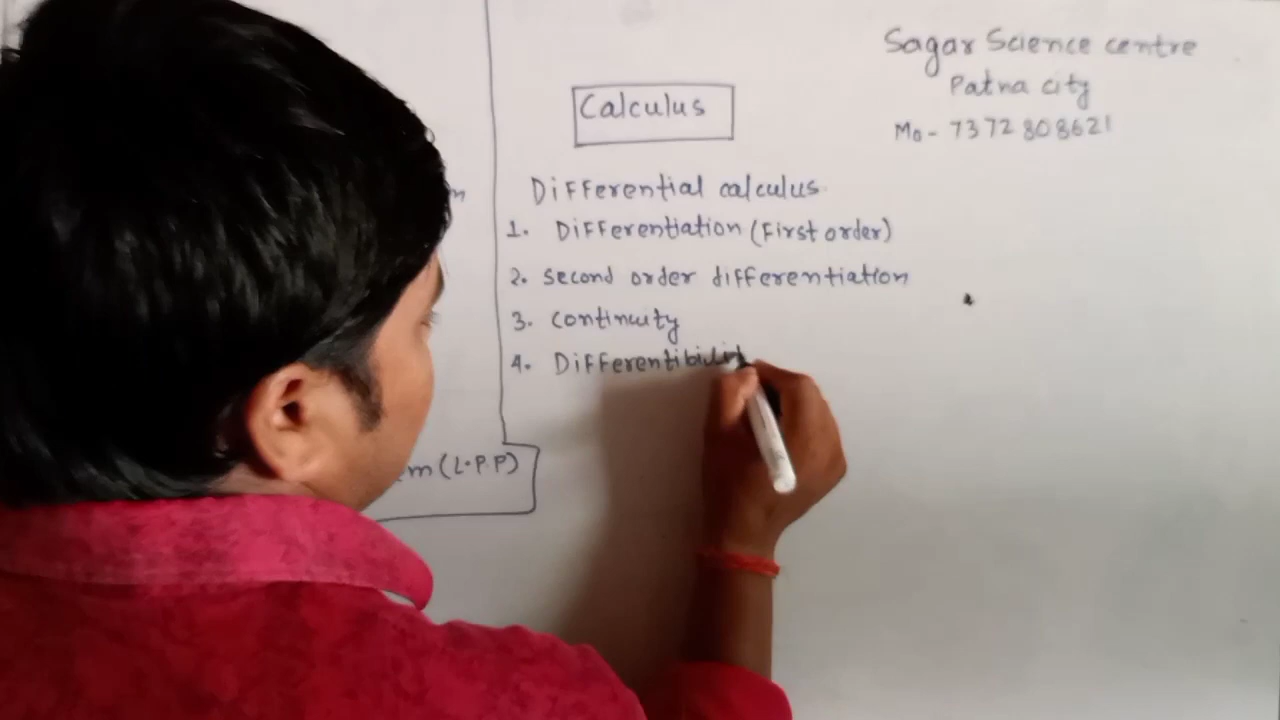 Calculus
Differential calculus
1. Differentiation (First order)
2. second order differentiation
3. continuity
4. Differentibilit
m (L.P.P)
Sagar Science centre
Patna city
Mo - 7372808621